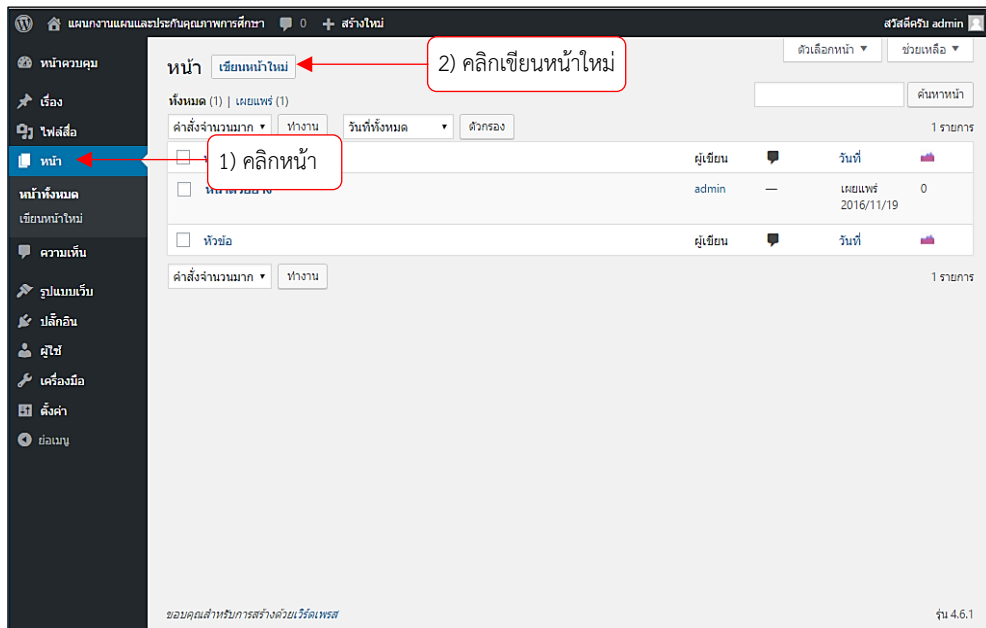 แผนกงานแผนและประกันคุณภาพการศึกษา 0 + สร้างใหม่ สวัสดีครับ admin
ตัวเลือกหน้า ▼ ช่วยเหลือ ▼
หน้าควบคุม
เรื่อง
ไฟล์สื่อ
หน้า
หน้าทั้งหมด
เขียนหน้าใหม่
ความเห็น
รูปแบบเว็บ
ปลั๊กอิน
ผู้ใช้
เครื่องมือ
ตั้งค่า
ย่อเมนู
หน้า เขียนหน้าใหม่
2) คลิกเขียนหน้าใหม่
ทั้งหมด (1) | เผยแพร่ (1)
ค้นหาหน้า
คำสั่งจำนวนมาก ▼ ทำงาน วันที่ทั้งหมด ▼ ตัวกรอง 1 รายการ
1) คลิกหน้า
ผู้เขียน วันที่
admin — เผยแพร่ 0
2016/11/19
หัวข้อ ผู้เขียน วันที่
คำสั่งจำนวนมาก ▼ ทำงาน 1 รายการ
ขอบคุณสำหรับการสร้างด้วยเวิร์ดเพรส รุ่น 4.6.1